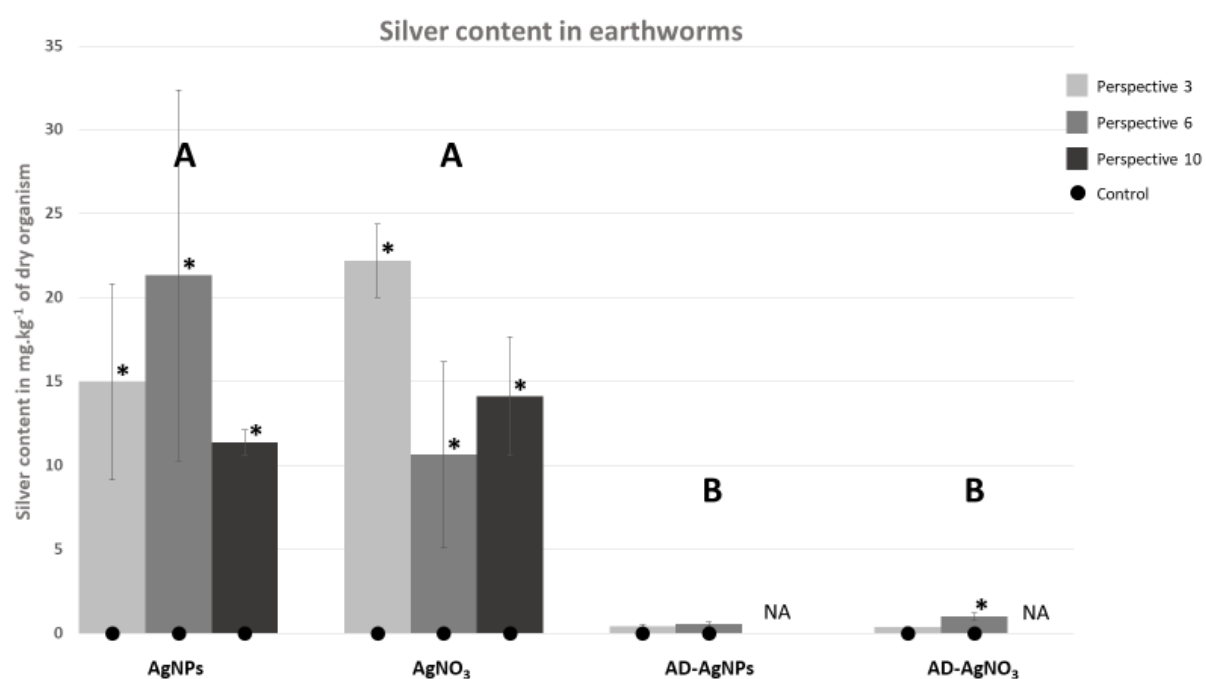 Silver content in earthworms
Silver content in mg.kg⁻¹ of dry organism
35
30
25
20
15
10
5
0
A
A
B
B
*
*
*
*
*
*
*
NA
NA
AgNPs
AgNO₃
AD-AgNPs
AD-AgNO₃
Perspective 3
Perspective 6
Perspective 10
Control